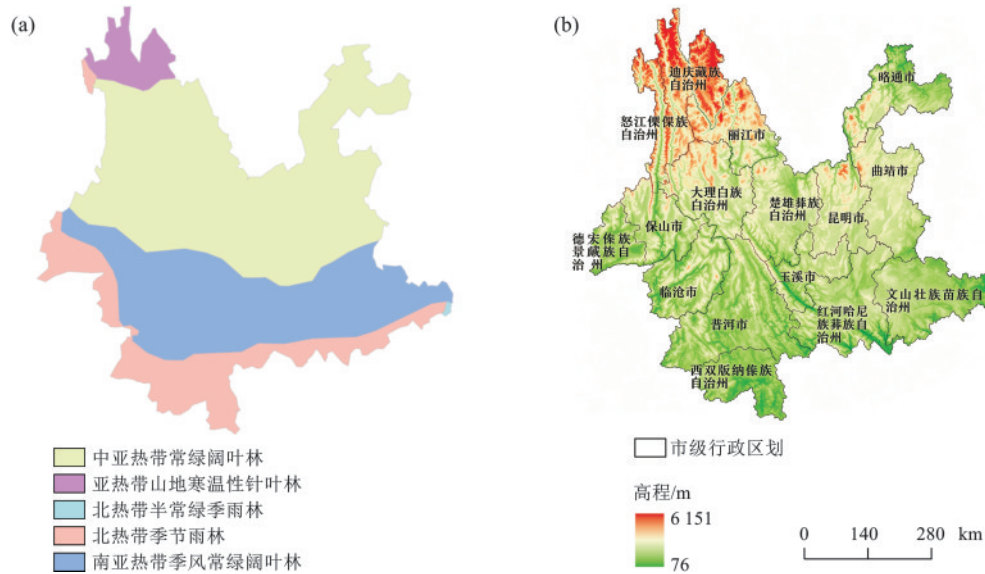 (a)
中亚热带常绿阔叶林
亚热带山地寒温性针叶林
北热带半常绿季雨林
北热带季节雨林
南亚热带季风常绿阔叶林
(b)
迪庆藏族
自治州
略通市
怒江傈傈族
自治州
丽江市
曲靖市
大理白族
自治州
楚雄彝族
自治州
昆明市
保山市
德宏傣族
景藏族自
治州
玉溪市
临沧市
文山壮族苗族自
治州
普河市
红河哈尼
族彝族自
治州
西双版纳傣族
自治州
市级行政区划
高程/m
6 151
76
0 140 280 km